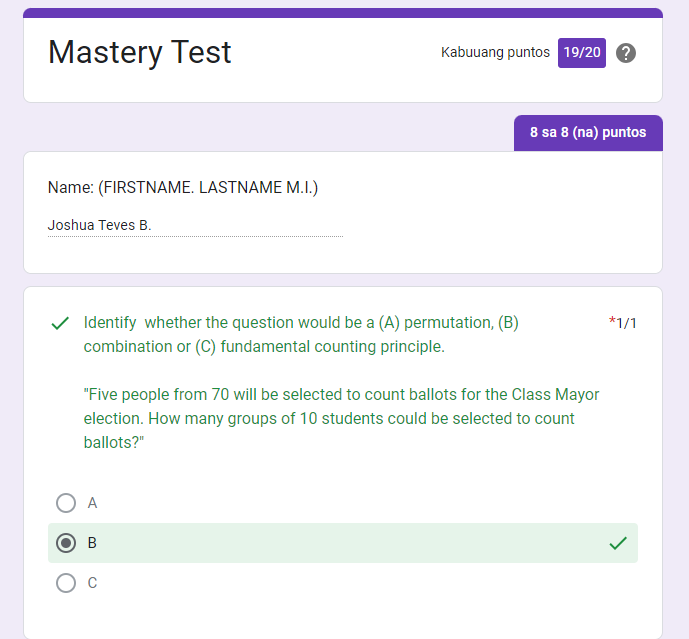 Mastery Test
Kabuuang puntos 19/20 ?
8 sa 8 (na) puntos
Name: (FIRSTNAME. LASTNAME M.I.)
Joshua Teves B.
Identify  whether the question would be a (A) permutation, (B)
*1/1
combination or (C) fundamental counting principle.
"Five people from 70 will be selected to count ballots for the Class Mayor
election. How many groups of 10 students could be selected to count
ballots?"
A
B
C